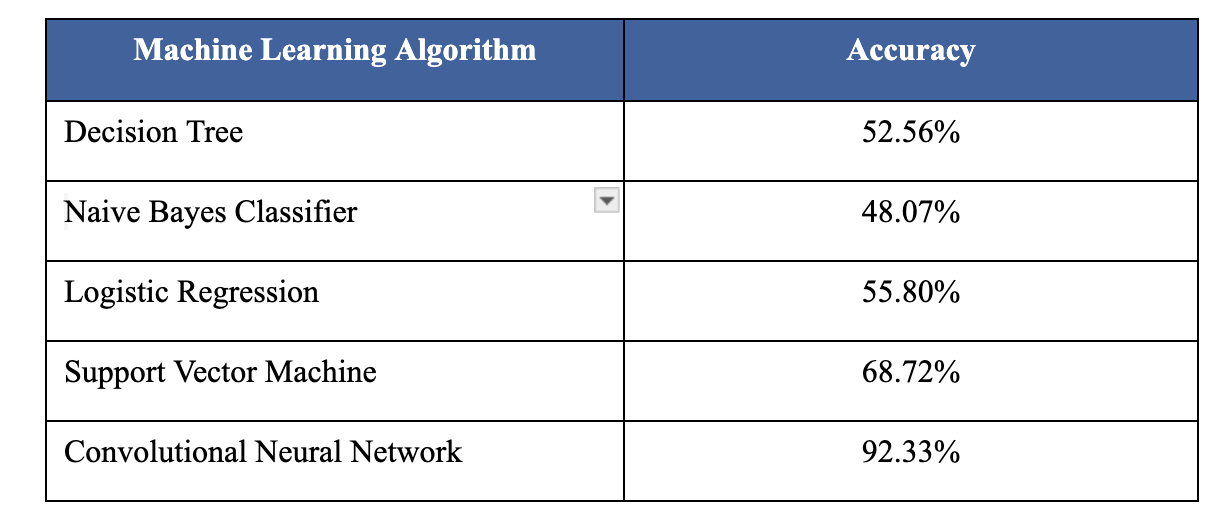 Machine Learning Algorithm Accuracy
Decision Tree 52.56%
Naive Bayes Classifier 48.07%
Logistic Regression 55.80%
Support Vector Machine 68.72%
Convolutional Neural Network 92.33%